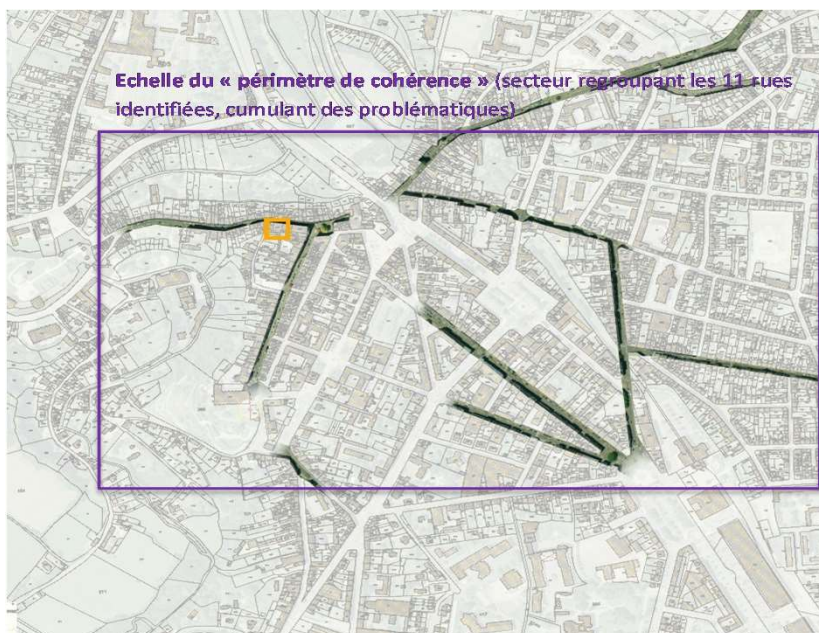 Echelle du « périmètre de cohérence » (secteur regroupant les 11 rues
identifiées, cumulant des problématiques)